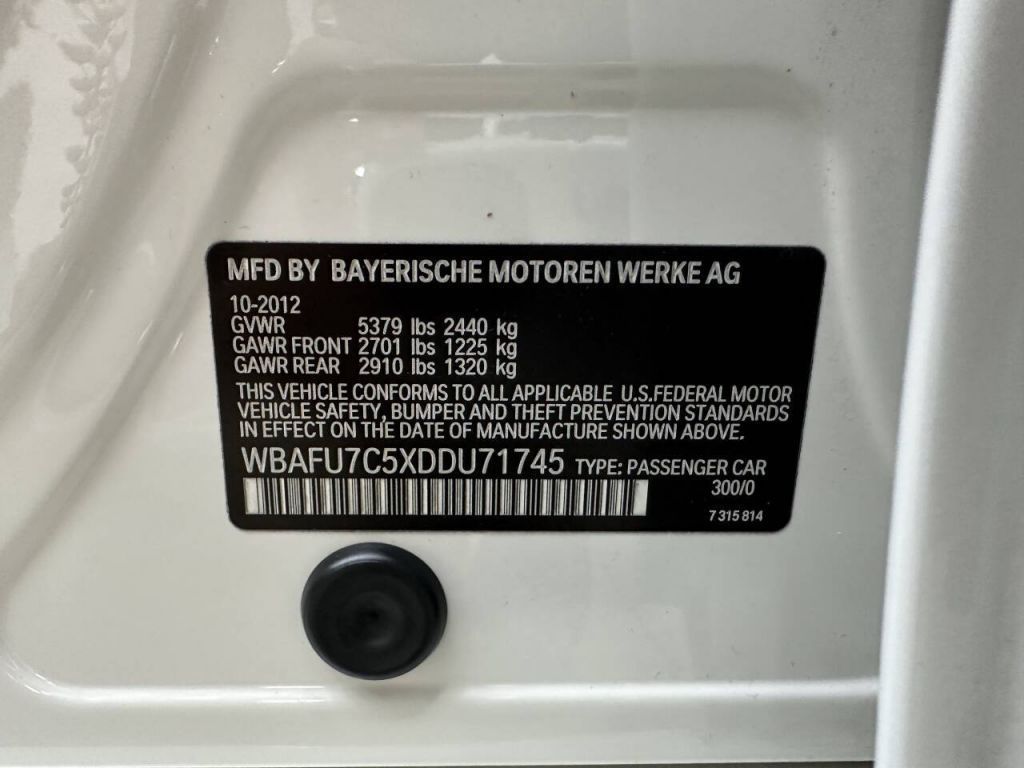 MFD BY BAYERISCHE MOTOREN WERKE AG
10-2012
GVWR 5379 lbs 2440 kg
GAWR FRONT 2701 lbs 1225 kg
GAWR REAR 2910 lbs 1320 kg
THIS VEHICLE CONFORMS TO ALL APPLICABLE U.S.FEDERAL MOTOR
VEHICLE SAFETY, BUMPER AND THEFT PREVENTION STANDARDS
IN EFFECT ON THE DATE OF MANUFACTURE SHOWN ABOVE.
WBAFU7C5XDDU71745 TYPE: PASSENGER CAR
300/0
7 315 814